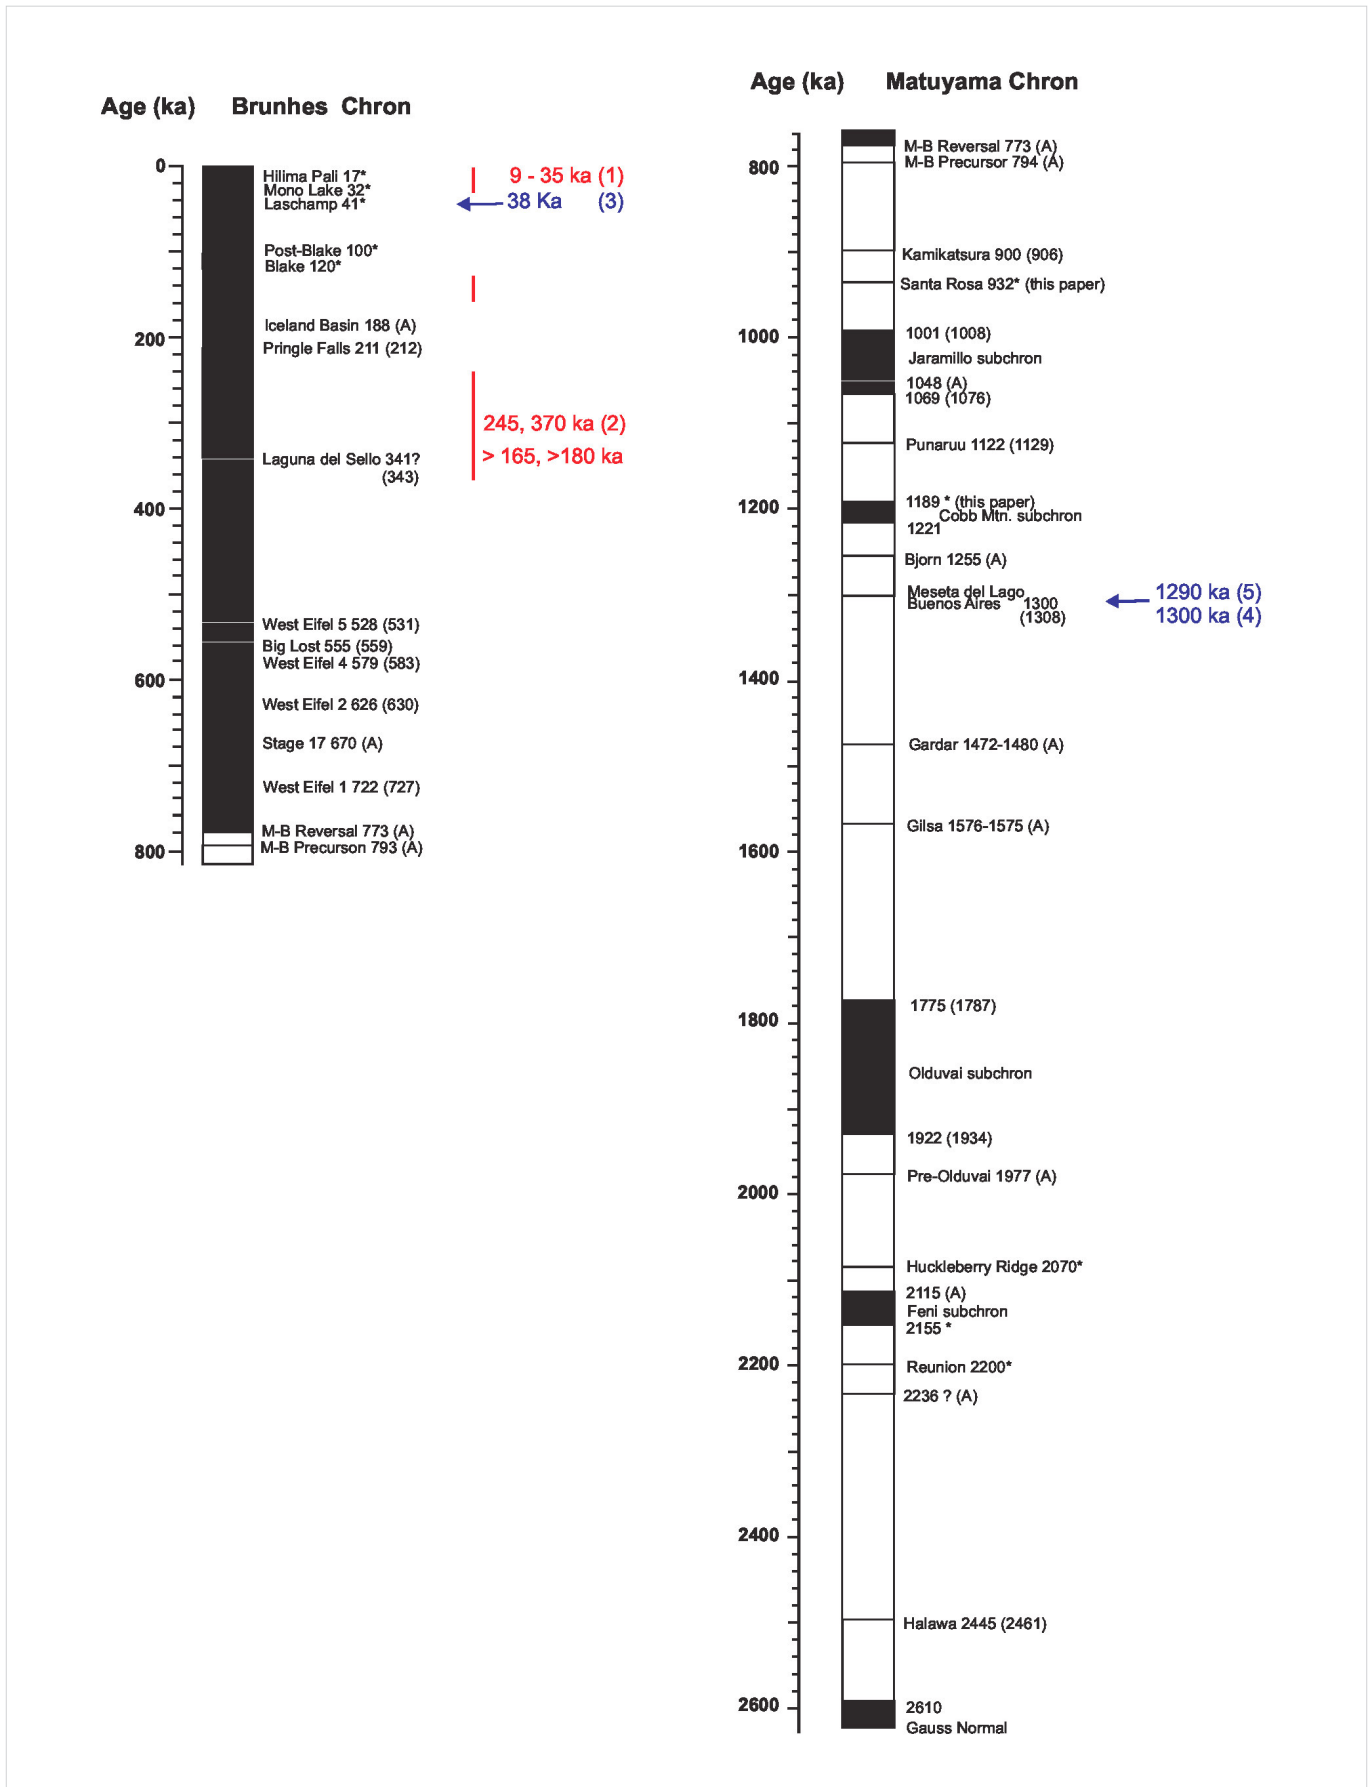 Age (ka) Brunhes Chron
0
200
400
600
800
Hilima Pali 17*
Mono Lake 32*
Laschamp 41*
Post-Blake 100*
Blake 120*
Iceland Basin 188 (A)
Pringle Falls 211 (212)
Laguna del Sello 341?
(343)
West Eifel 5 528 (531)
Big Lost 555 (559)
West Eifel 4 579 (583)
West Eifel 2 626 (630)
Stage 17 670 (A)
West Eifel 1 722 (727)
M-B Reversal 773 (A)
M-B Precurson 793 (A)
9 - 35 ka (1)
38 Ka (3)
245, 370 ka (2)
> 165, >180 ka
Age (ka) Matuyama Chron
800
1000
1200
1400
1600
1800
2000
2200
2400
2600
M-B Reversal 773 (A)
M-B Precursor 794 (A)
Kamikatsura 900 (906)
Santa Rosa 932* (this paper)
1001 (1008)
Jaramillo subchron
1048 (A)
1069 (1076)
Punaruu 1122 (1129)
1189 * (this paper)
Cobb Mtn. subchron
1221
Bjorn 1255 (A)
Meseta del Lago
Buenos Aires 1300
(1308)
Gardar 1472-1480 (A)
Gilsa 1576-1575 (A)
1775 (1787)
Olduvai subchron
1922 (1934)
Pre-Olduvai 1977 (A)
Huckleberry Ridge 2070*
2115 (A)
Feni subchron
2155 *
Reunion 2200*
2236 ? (A)
Halawa 2445 (2461)
2610
Gauss Normal
1290 ka (5)
1300 ka (4)